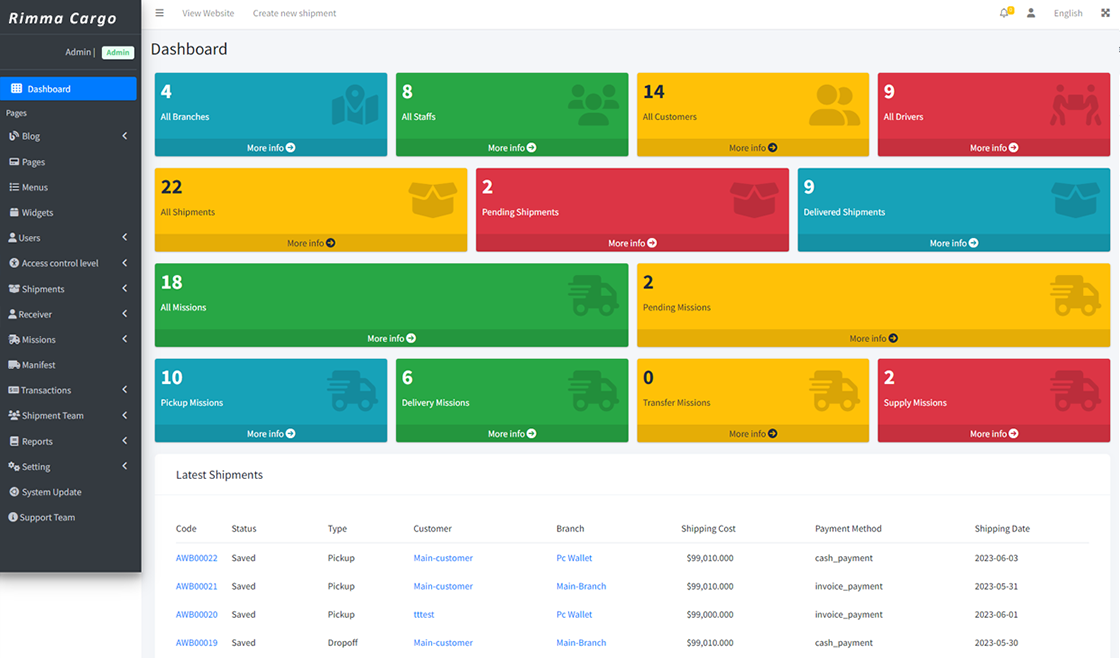 Rimma Cargo
View Website Create new shipment
English
Admin | Admin
Dashboard
Pages
Blog
Pages
Menus
Widgets
Users
Access control level
Shipments
Receiver
Missions
Manifest
Transactions
Shipment Team
Reports
Setting
System Update
Support Team
Dashboard
4
All Branches
More info
8
All Staffs
More info
14
All Customers
More info
9
All Drivers
More info
22
All Shipments
More info
2
Pending Shipments
More info
9
Delivered Shipments
More info
18
All Missions
More info
2
Pending Missions
More info
10
Pickup Missions
More info
6
Delivery Missions
More info
0
Transfer Missions
More info
2
Supply Missions
More info
Latest Shipments
Code Status Type Customer Branch Shipping Cost Payment Method Shipping Date
AWB00022 Saved Pickup Main-customer Pc Wallet $99,010.000 cash_payment 2023-06-03
AWB00021 Saved Pickup Main-customer Main-Branch $99,010.000 invoice_payment 2023-05-31
AWB00020 Saved Pickup tttest Pc Wallet $99,000.000 invoice_payment 2023-06-01
AWB00019 Saved Dropoff Main-customer Main-Branch $99,010.000 cash_payment 2023-05-30